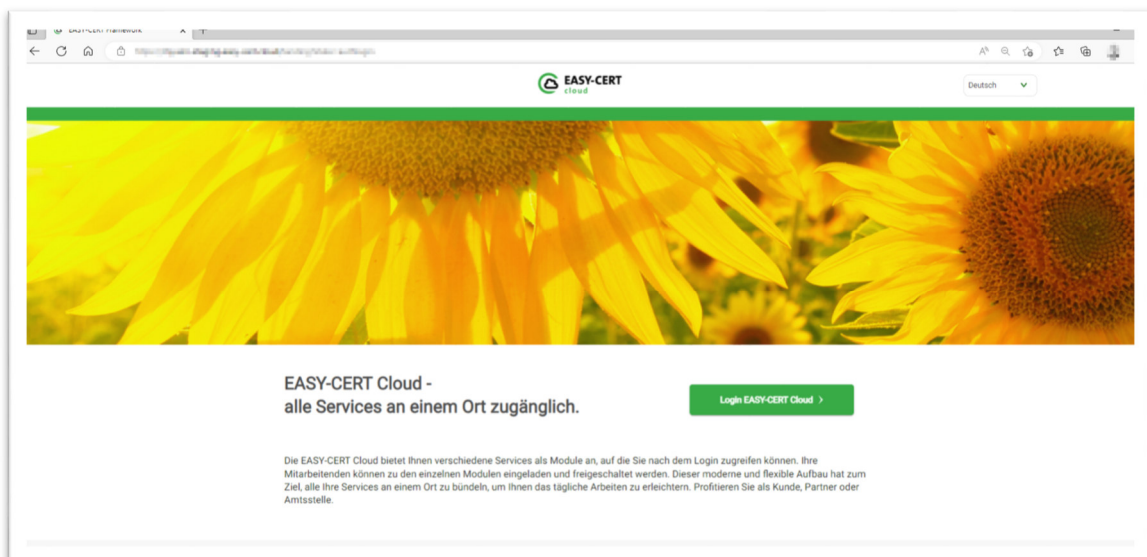 EASY-CERT Framework
EASY-CERT
cloud
Deutsch
EASY-CERT Cloud -
alle Services an einem Ort zugänglich.
Login EASY-CERT Cloud
Die EASY-CERT Cloud bietet Ihnen verschiedene Services als Module an, auf die Sie nach dem Login zugreifen können. Ihre
Mitarbeitenden können zu den einzelnen Modulen eingeladen und freigeschaltet werden. Dieser moderne und flexible Aufbau hat zum
Ziel, alle Ihre Services an einem Ort zu bündeln, um Ihnen das tägliche Arbeiten zu erleichtern. Profitieren Sie als Kunde, Partner oder
Amtsstelle.